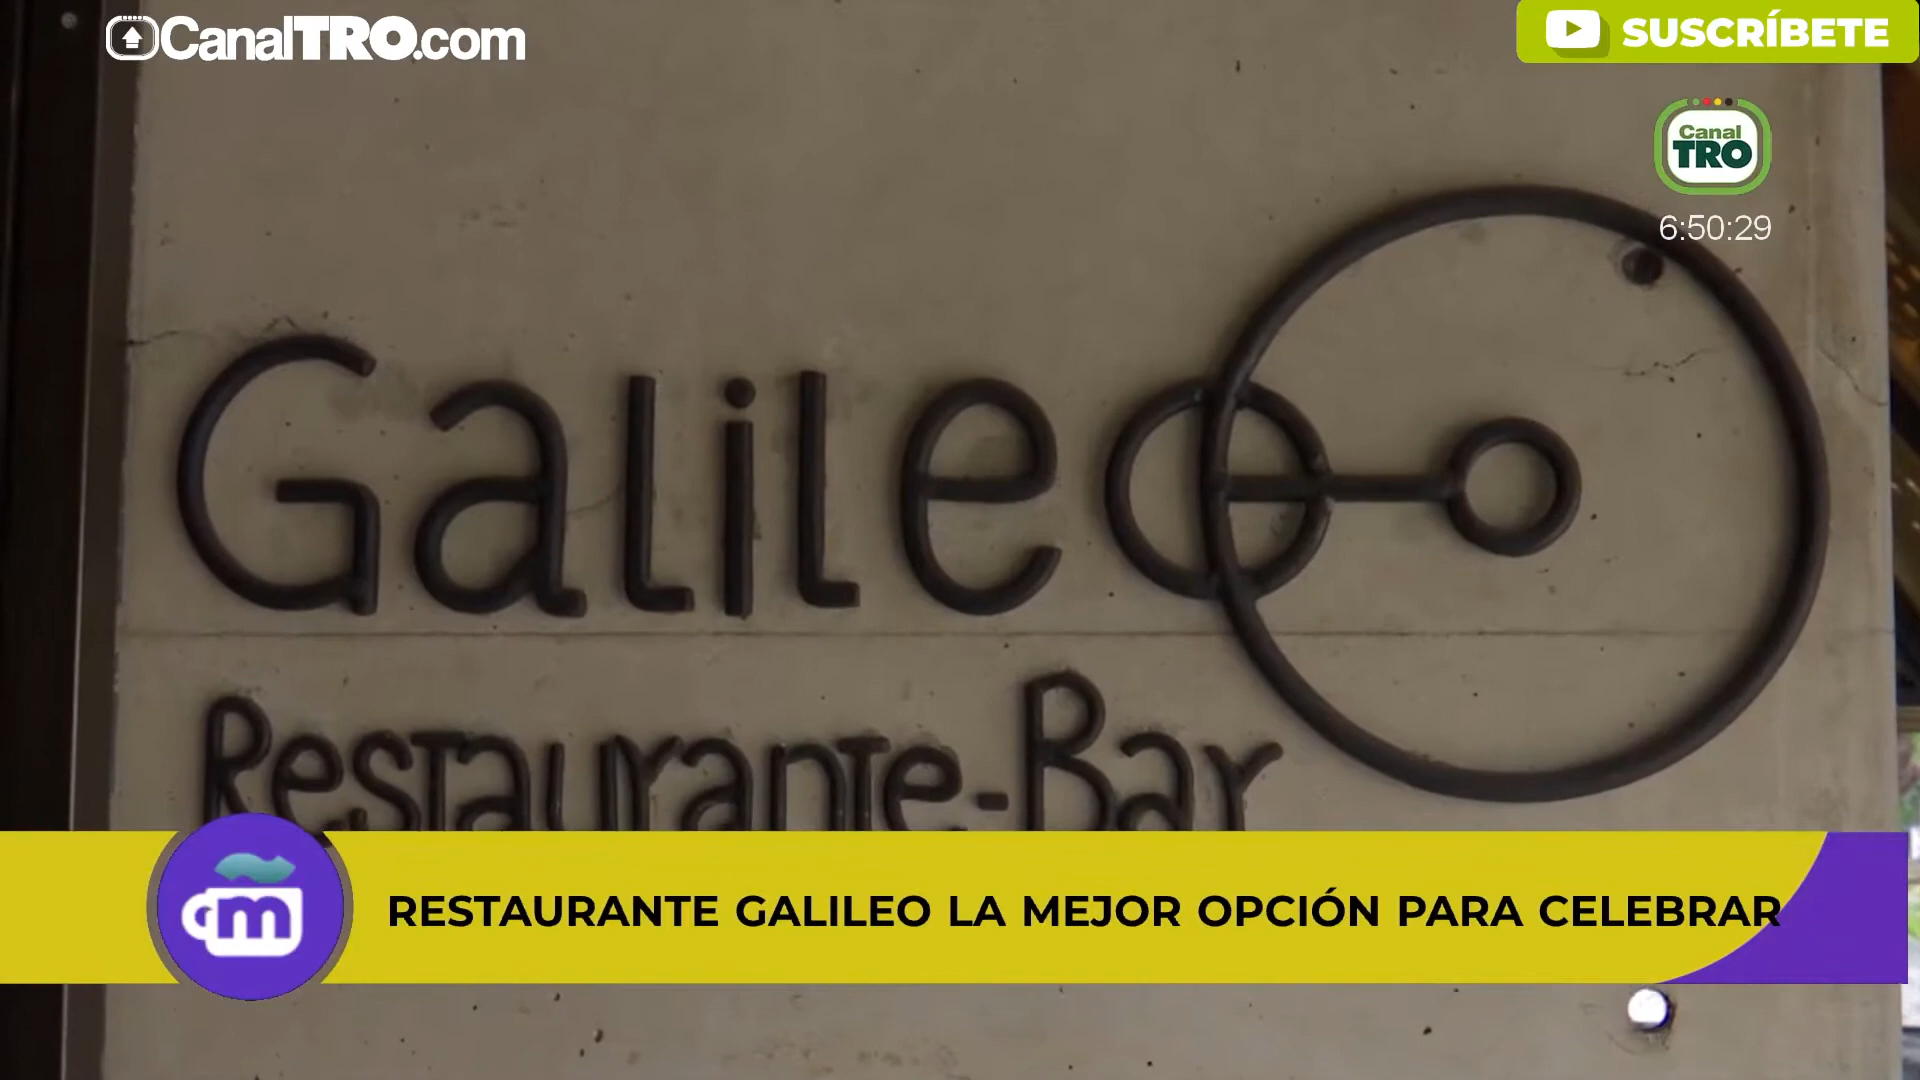 CanalTRO.com
SUSCRÍBETE
Canal
TRO
6:50:29
Galileo
Restaurante-Bar
m
RESTAURANTE GALILEO LA MEJOR OPCIÓN PARA CELEBRAR